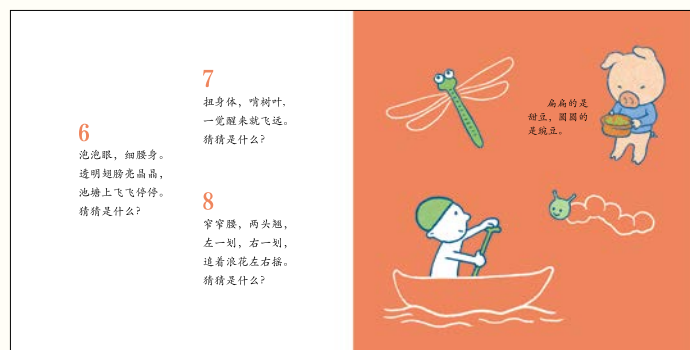 6
泡泡眼，细腰身。
透明翅膀亮晶晶，
池塘上飞飞停停。
猜猜是什么？
7
扭身体，啃树叶．
一觉醒来就飞远。
猜猜是什么？
8
窄窄腰，两头翘，
左一划，右一划，
追着浪花左右摇。
猜猜是什么？
扁扁的是
甜豆，圆圆的
是豌豆。